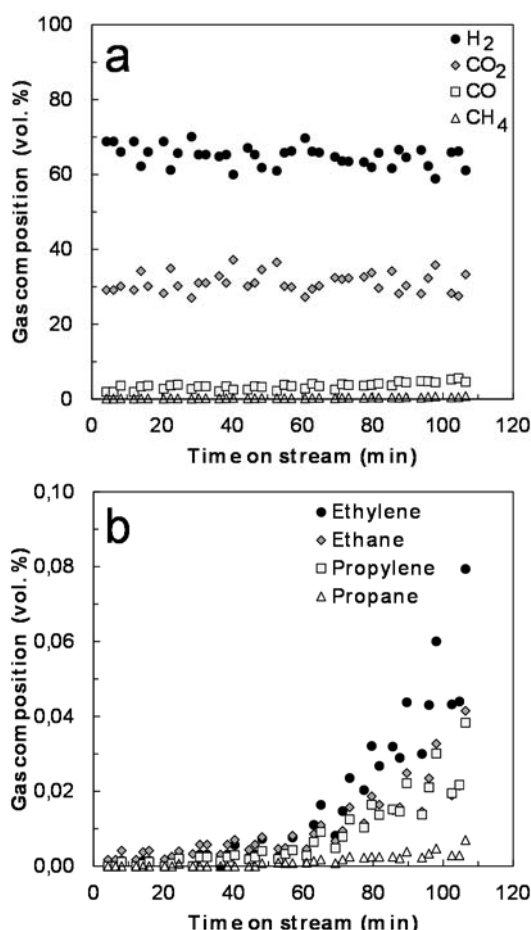 a
H2
CO2
CO
CH4
100
80
60
40
20
0
Gas composition (vol. %)
0 20 40 60 80 100 120
Time on stream (min)
b
Ethylene
Ethane
Propylene
Propane
0,10
0,08
0,06
0,04
0,02
0,00
Gas composition (vol. %)
0 20 40 60 80 100 120
Time on stream (min)